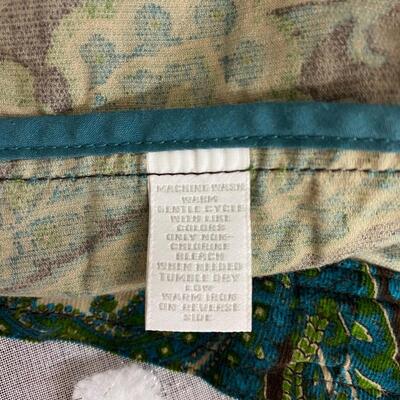 MACHINE WASH
WARM
GENTLE CYCLE
WITH LIKE
COLORS
ONLY NON-
CHLORINE
BLEACH
WHEN NEEDED
TUMBLE DRY
LOW
WARM IRON
ON REVERSE
SIDE